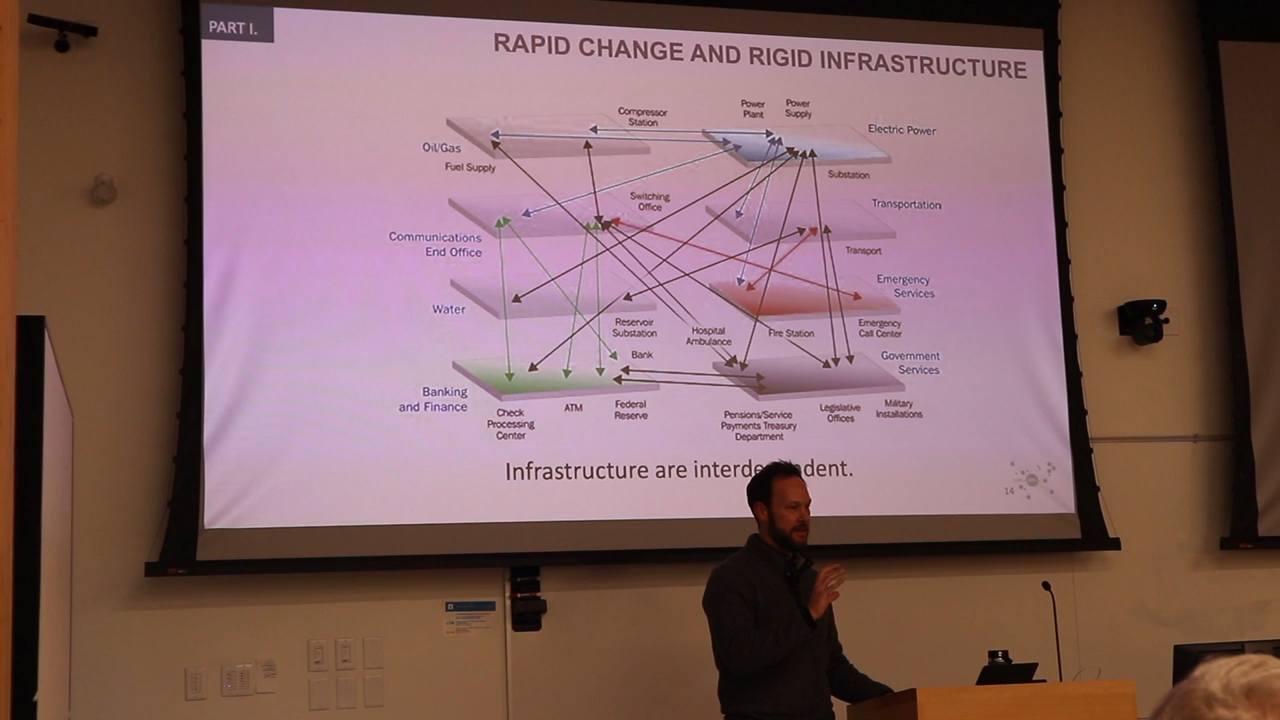 PART I.
RAPID CHANGE AND RIGID INFRASTRUCTURE
Compressor
Station
Power
Plant
Power
Supply
Electric Power
Oil/Gas
Fuel Supply
Substation
Switching
Office
Transportation
Communications
End Office
Transport
Water
Emergency
Services
Reservoir
Substation
Hospital
Ambulance
Fire Station
Emergency
Call Center
Bank
Government
Services
Banking
and Finance
Check
Processing
Center
ATM
Federal
Reserve
Pensions/Service
Payments Treasury
Department
Legislative
Offices
Military
Installations
Infrastructure are interde dent.
14